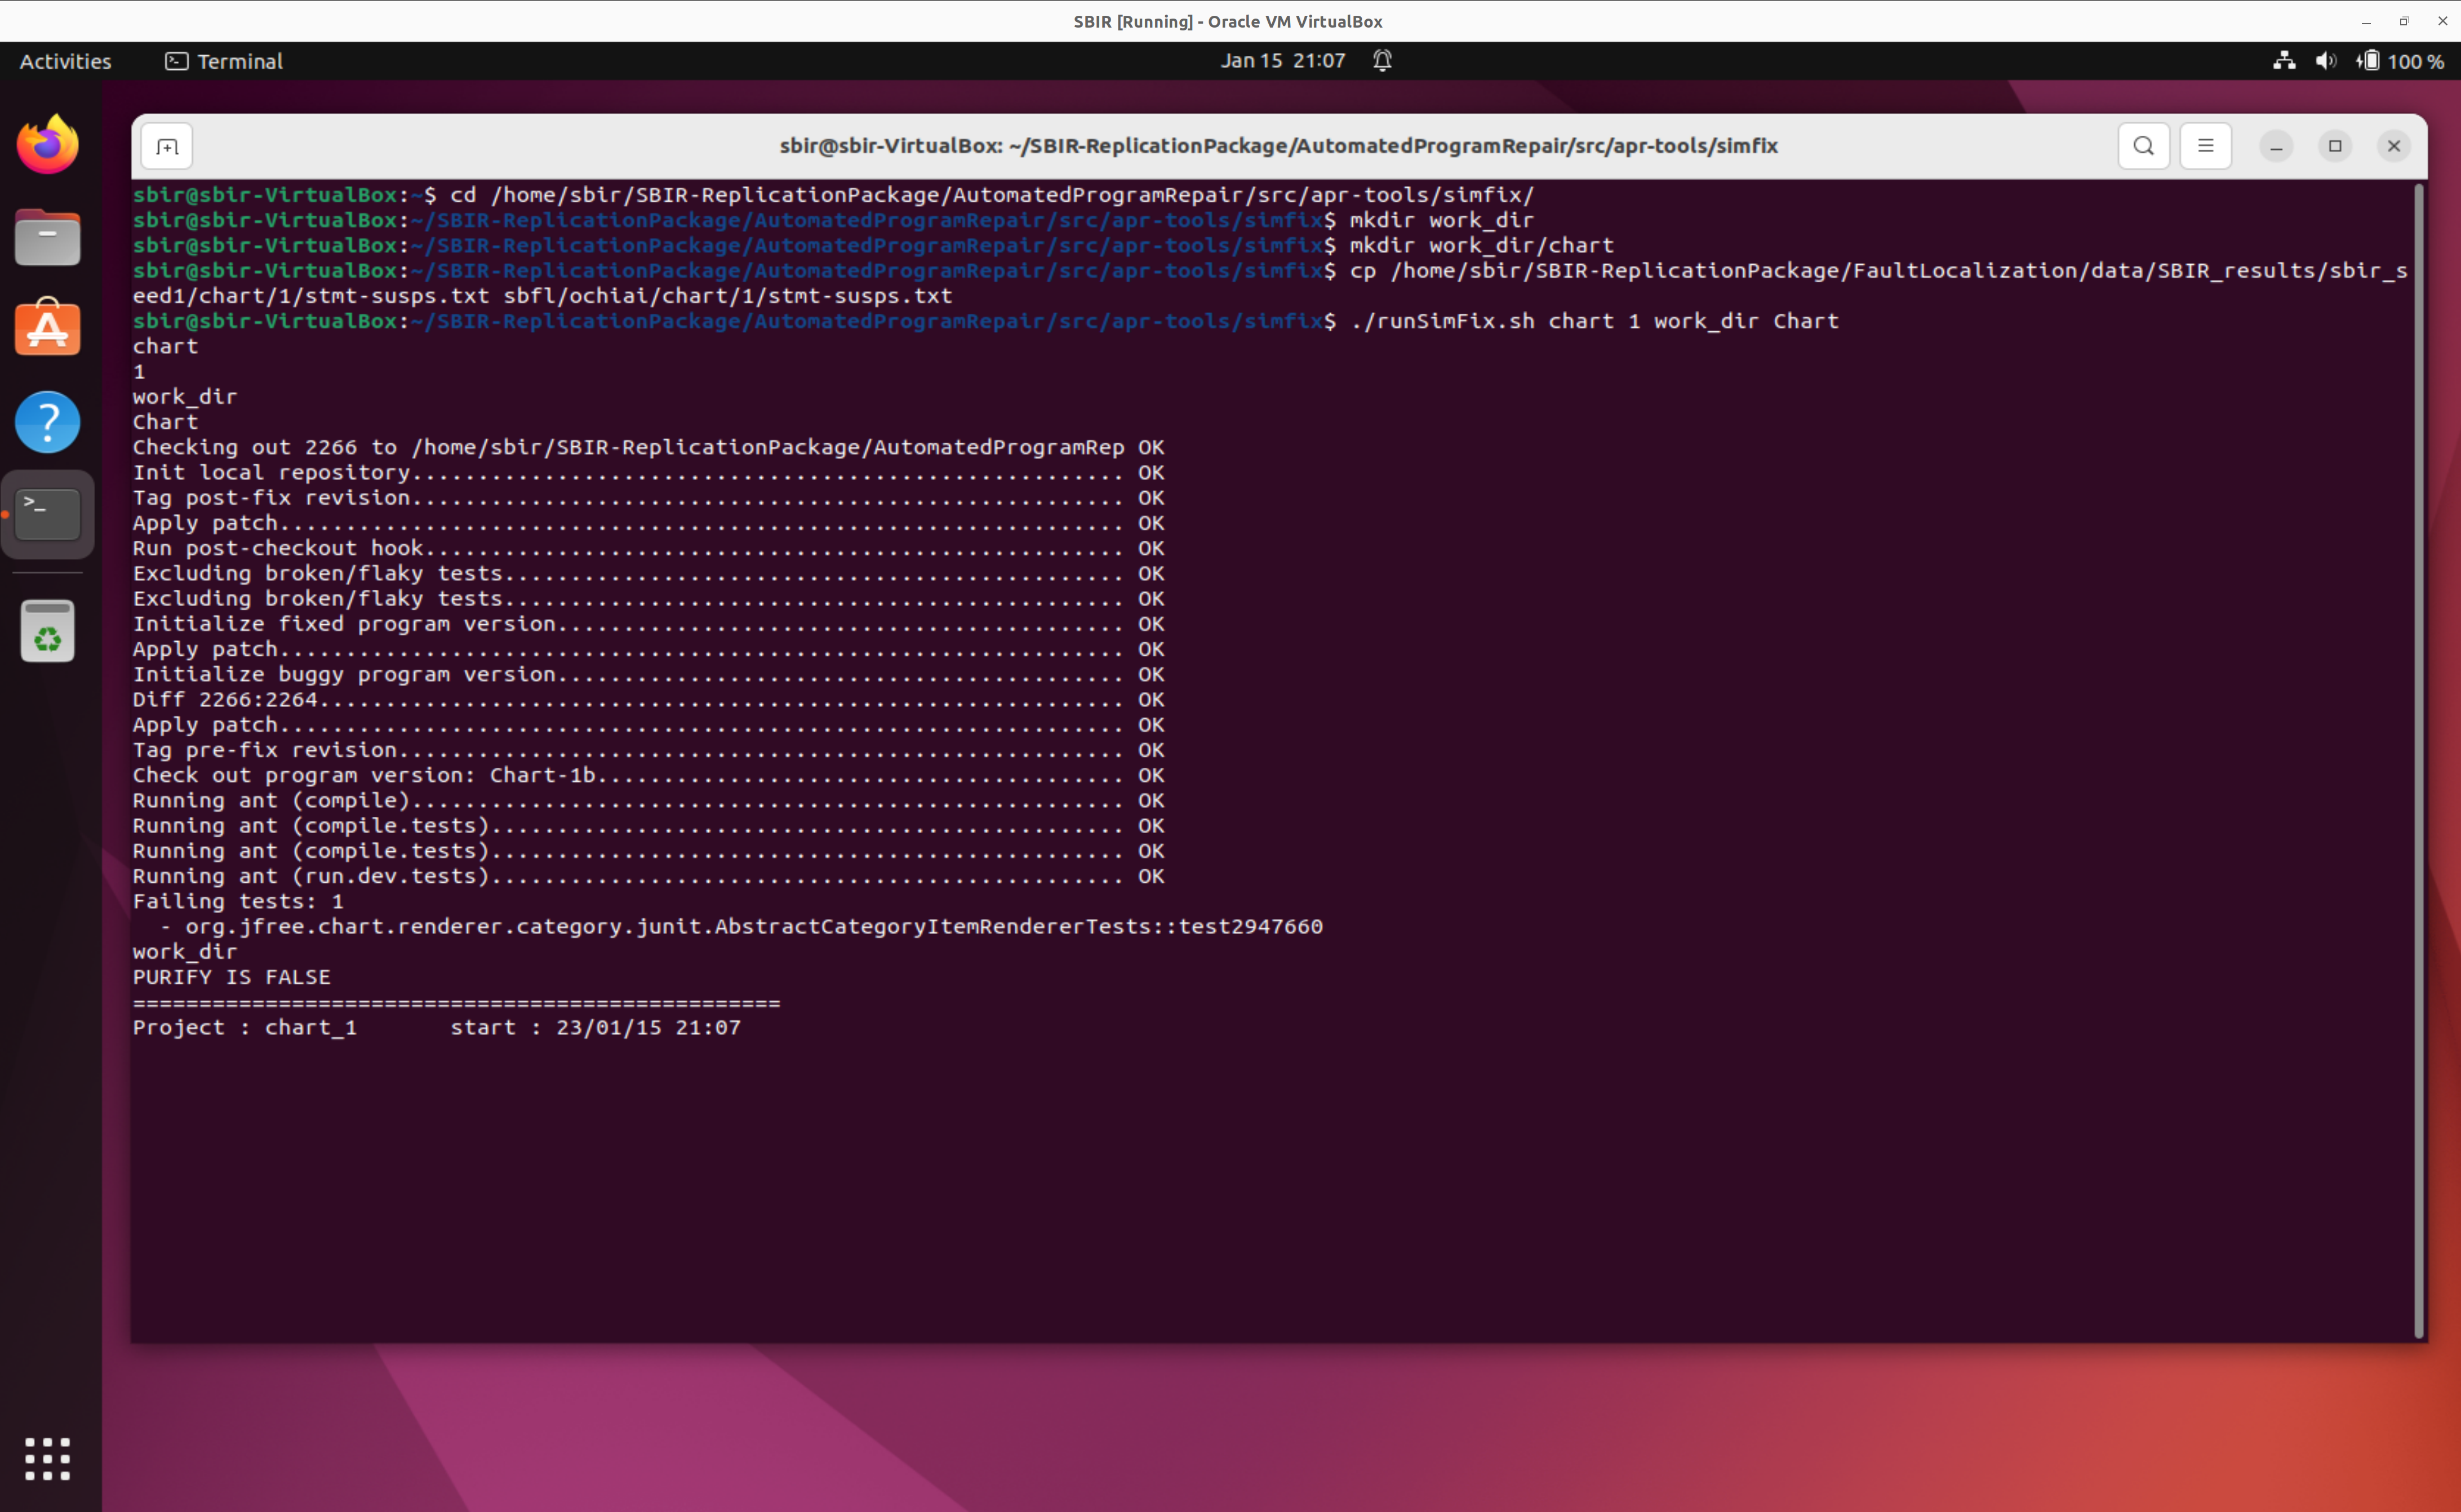 SBIR [Running] - Oracle VM VirtualBox
Activities
Terminal
Jan 15 21:07
100 %
sbir@sbir-VirtualBox: ~/SBIR-ReplicationPackage/AutomatedProgramRepair/src/apr-tools/simfix
sbir@sbir-VirtualBox:~$ cd /home/sbir/SBIR-ReplicationPackage/AutomatedProgramRepair/src/apr-tools/simfix/
sbir@sbir-VirtualBox:~/SBIR-ReplicationPackage/AutomatedProgramRepair/src/apr-tools/simfix$ mkdir work_dir
sbir@sbir-VirtualBox:~/SBIR-ReplicationPackage/AutomatedProgramRepair/src/apr-tools/simfix$ mkdir work_dir/chart
sbir@sbir-VirtualBox:~/SBIR-ReplicationPackage/AutomatedProgramRepair/src/apr-tools/simfix$ cp /home/sbir/SBIR-ReplicationPackage/FaultLocalization/data/SBIR_results/sbir_s
eed1/chart/1/stmt-susps.txt sbfl/ochiai/chart/1/stmt-susps.txt
sbir@sbir-VirtualBox:~/SBIR-ReplicationPackage/AutomatedProgramRepair/src/apr-tools/simfix$ ./runSimFix.sh chart 1 work_dir Chart
chart
1
work_dir
Chart
Checking out 2266 to /home/sbir/SBIR-ReplicationPackage/AutomatedProgramRep OK
Init local repository...................................................... OK
Tag post-fix revision...................................................... OK
Apply patch................................................................ OK
Run post-checkout hook..................................................... OK
Excluding broken/flaky tests............................................... OK
Excluding broken/flaky tests............................................... OK
Initialize fixed program version........................................... OK
Apply patch................................................................ OK
Initialize buggy program version........................................... OK
Diff 2266:2264............................................................. OK
Apply patch................................................................ OK
Tag pre-fix revision....................................................... OK
Check out program version: Chart-1b........................................ OK
Running ant (compile)...................................................... OK
Running ant (compile.tests)................................................ OK
Running ant (compile.tests)................................................ OK
Running ant (run.dev.tests)................................................ OK
Failing tests: 1
  - org.jfree.chart.renderer.category.junit.AbstractCategoryItemRendererTests::test2947660
work_dir
PURIFY IS FALSE
=================================================
Project : chart_1       start : 23/01/15 21:07